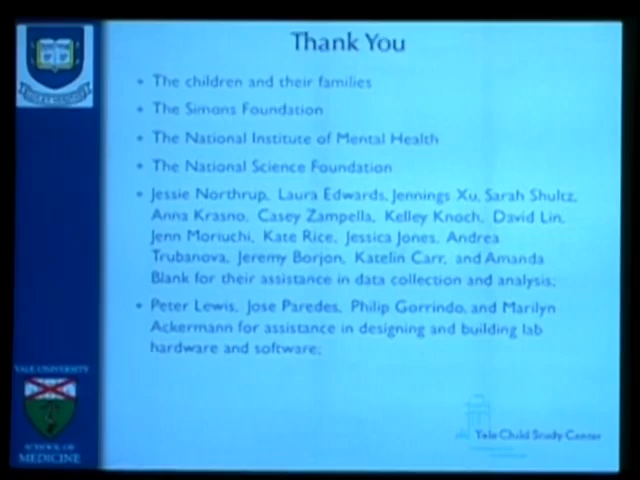 Thank You
• The children and their families
• The Simons Foundation
• The National Institute of Mental Health
• The National Science Foundation
• Jessie Northrup, Laura Edwards, Jennings Xu, Sarah Shultz,
Anna Krasno, Casey Zampella, Kelley Knoch, David Lin,
Jenn Moriuchi, Kate Rice, Jessica Jones, Andrea
Trubanova, Jeremy Borjon, Katelin Carr, and Amanda
Blank for their assistance in data collection and analysis;
• Peter Lewis, Jose Paredes, Philip Gorrindo, and Marilyn
Ackermann for assistance in designing and building lab
hardware and software;
YALE UNIVERSITY
SCHOOL OF
MEDICINE
Yale Child Study Center